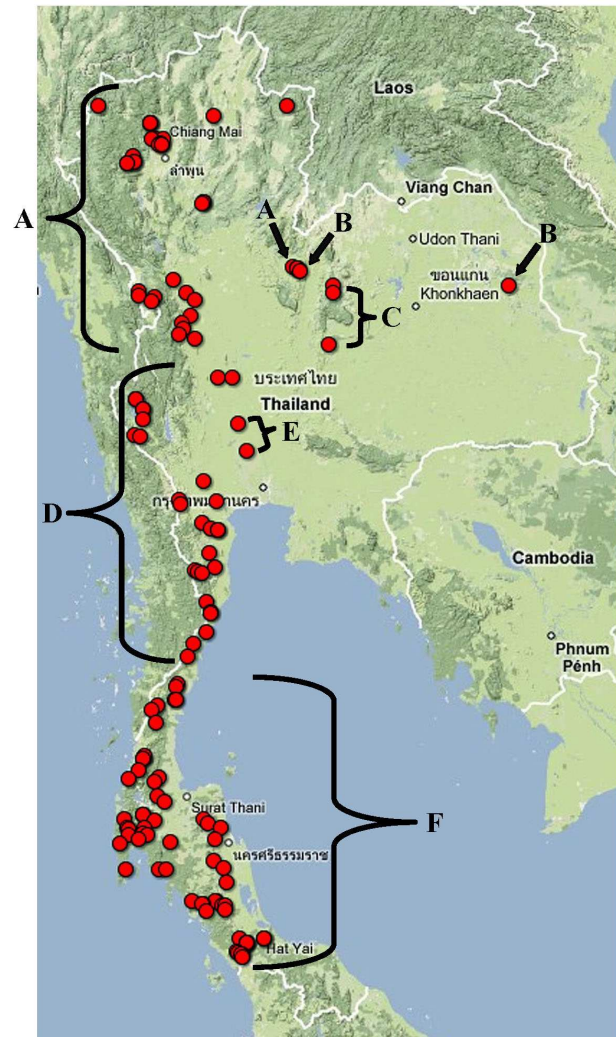 Laos
Chiang Mai
ลำพูน
A
Viang Chan
A
B
Udon Thani
B
ขอนแก่น
Khonkhaen
C
ประเทศไทย
Thailand
E
D
Cambodia
Phnum
Pénh
F
Surat Thani
นครศรีธรรมราช
Hat Yai